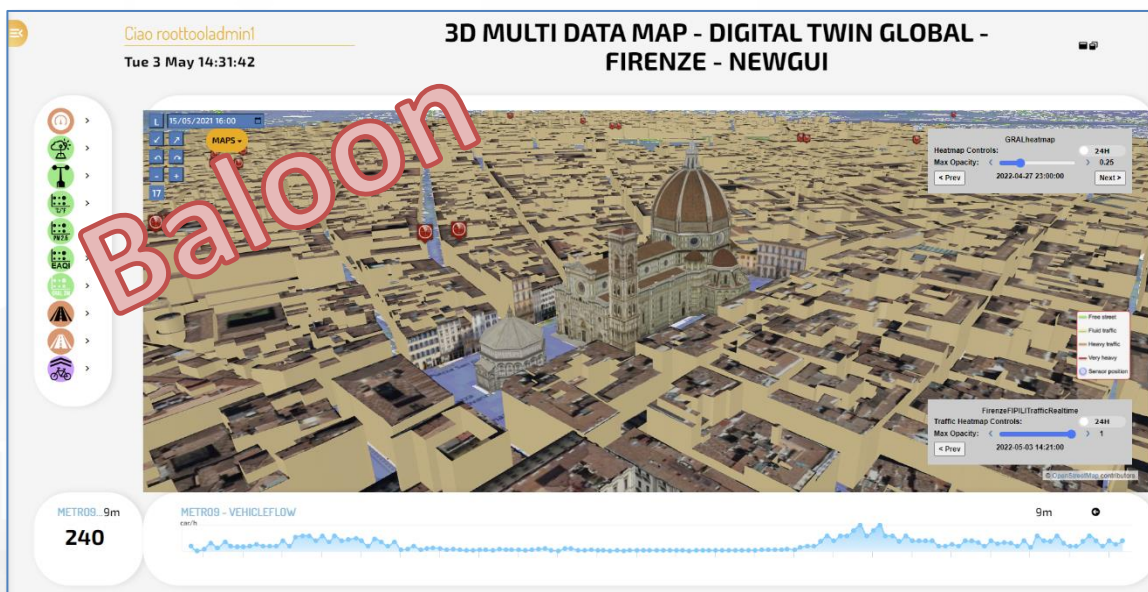 Ciao roottooladmin1
Tue 3 May 14:31:42
3D MULTI DATA MAP - DIGITAL TWIN GLOBAL -
FIRENZE - NEWGUI
L 15/05/2021 16:00
MAPS
-
+
17
Baloon
GRALheatmap
Heatmap Controls: 24H
Max Opacity: < > 0.25
< Prev 2022-04-27 23:00:00 Next >
PM2.5
EAQI
Free street
Fluid traffic
Heavy traffic
Very heavy
Sensor position
FirenzeFIPILITrafficRealtime
Traffic Heatmap Controls: 24H
Max Opacity: < > 1
< Prev 2022-05-03 14:21:00
© OpenStreetMap contributors
METRO9...9m
240
METRO9 - VEHICLEFLOW
9m
car/h